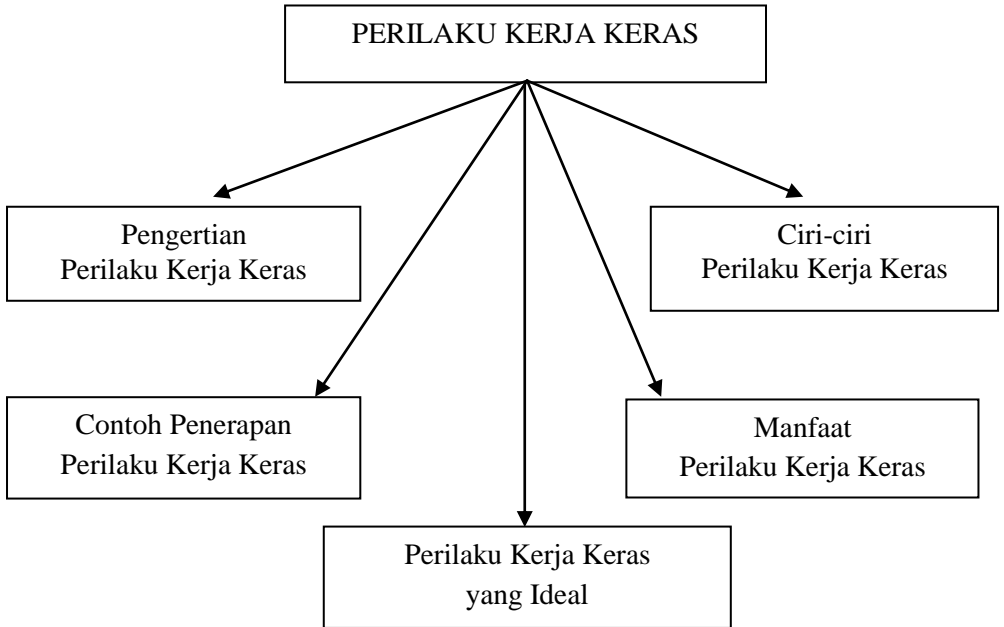 PERILAKU KERJA KERAS
Pengertian
Perilaku Kerja Keras
Ciri-ciri
Perilaku Kerja Keras
Contoh Penerapan
Perilaku Kerja Keras
Manfaat
Perilaku Kerja Keras
Perilaku Kerja Keras
yang Ideal